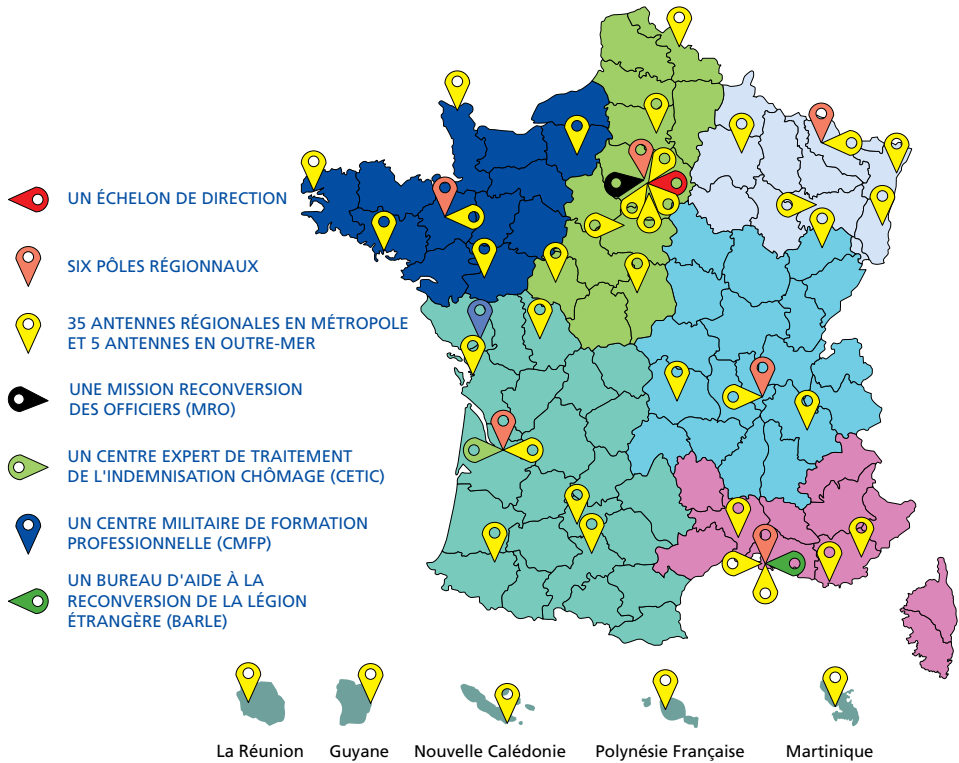 UN ÉCHELON DE DIRECTION
SIX PÔLES RÉGIONNAUX
35 ANTENNES RÉGIONALES EN MÉTROPOLE
ET 5 ANTENNES EN OUTRE-MER
UNE MISSION RECONVERSION
DES OFFICIERS (MRO)
UN CENTRE EXPERT DE TRAITEMENT
DE L'INDEMNISATION CHÔMAGE (CETIC)
UN CENTRE MILITAIRE DE FORMATION
PROFESSIONNELLE (CMFP)
UN BUREAU D'AIDE À LA
RECONVERSION DE LA LÉGION
ÉTRANGÈRE (BARLE)
La Réunion
Guyane
Nouvelle Calédonie
Polynésie Française
Martinique